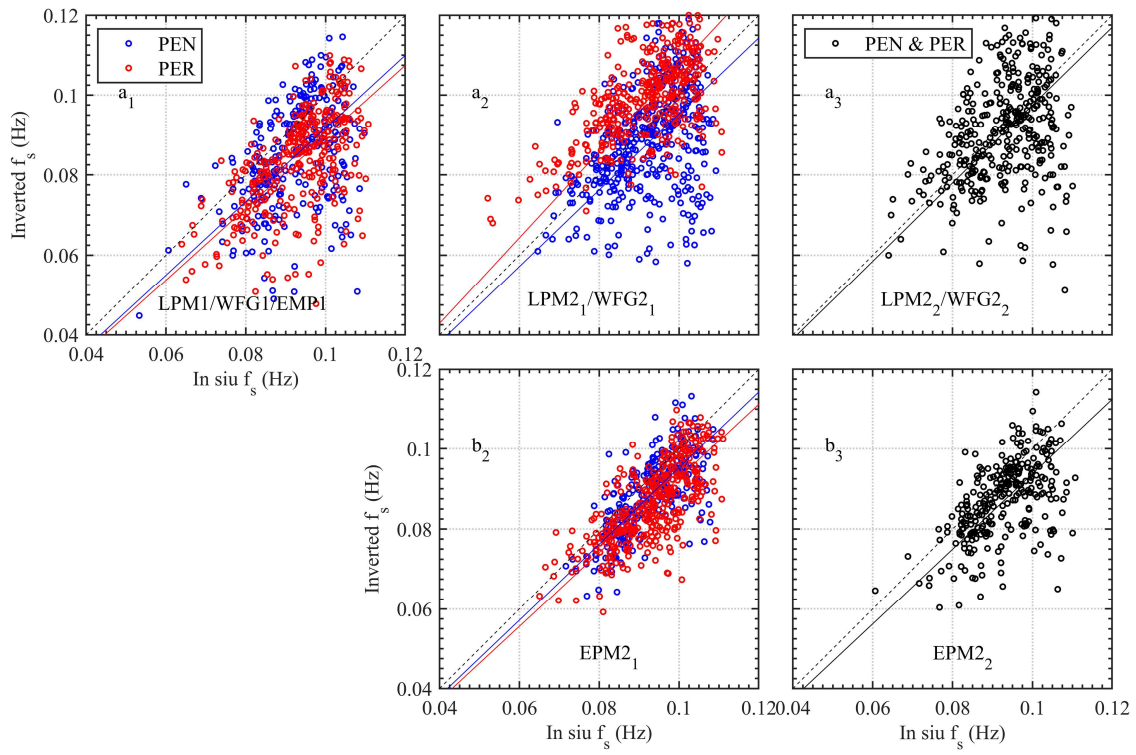 PEN
PER
a1
0.12
0.1
0.08
0.06
0.04
Inverted fs (Hz)
LPM1/WFG1/EMP1
0.04 0.06 0.08 0.1 0.12
In siu fs (Hz)
a2
LPM21/WFG21
PEN & PER
a3
LPM22/WFG22
0.12
0.1
0.08
0.06
0.04
Inverted fs (Hz)
b2
EPM21
0.04 0.06 0.08 0.1 0.12
In siu fs (Hz)
b3
EPM22
0.04 0.06 0.08 0.1 0.12
In siu fs (Hz)